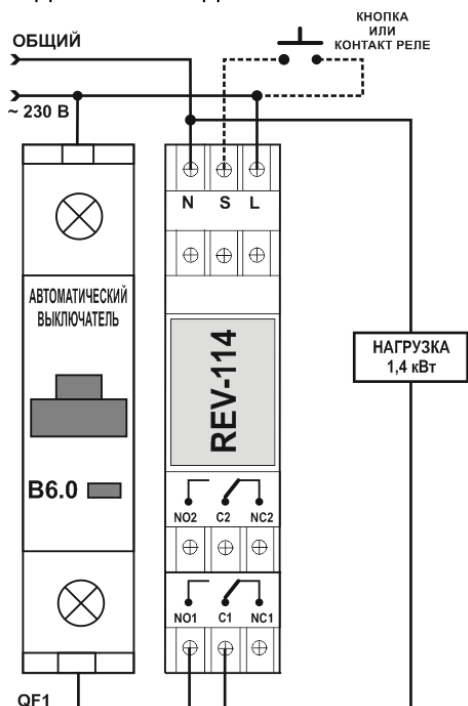 КНОПКА
ИЛИ
КОНТАКТ РЕЛЕ
ОБЩИЙ
~ 230 В
N S L
АВТОМАТИЧЕСКИЙ
ВЫКЛЮЧАТЕЛЬ
REV-114
НАГРУЗКА
1,4 кВт
B6.0
NO2 C2 NC2
NO1 C1 NC1
QF1